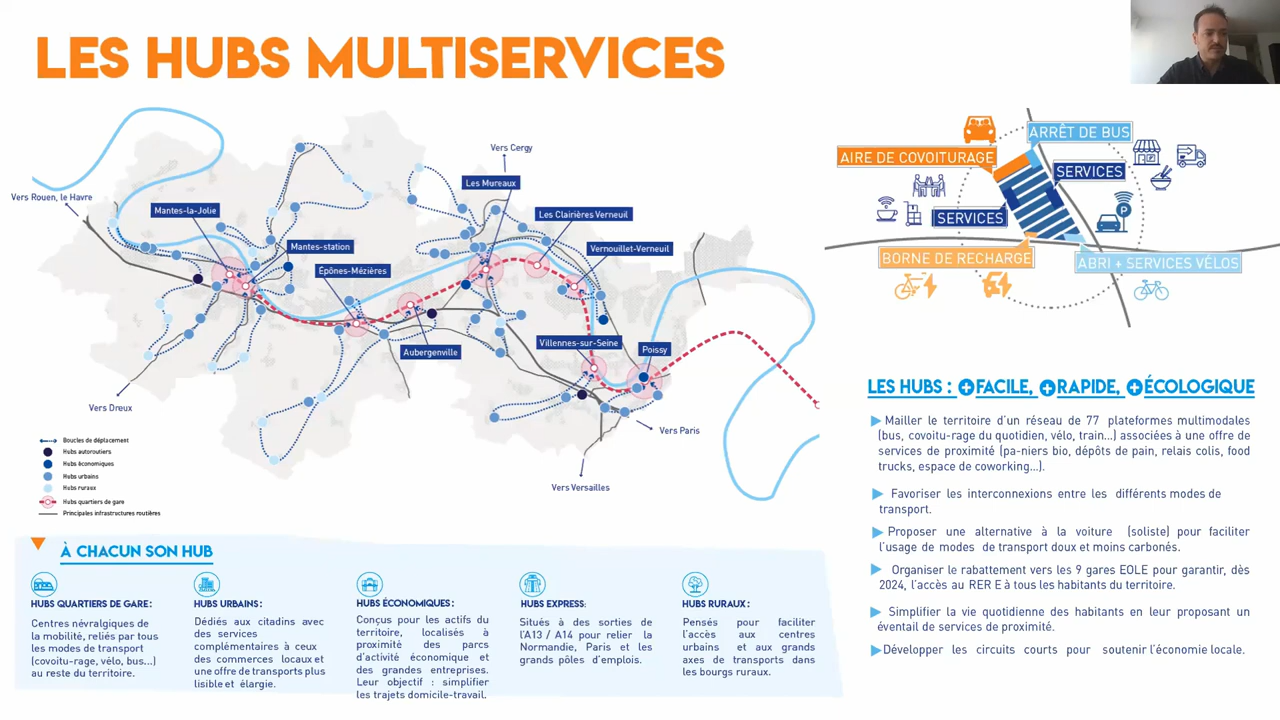 LES HUBS MULTISERVICES
Vers Cergy
Les Mureaux
Vers Rouen, le Havre
Mantes-la-Jolie
Les Clairières Verneuil
Mantes-station
Vernouillet-Verneuil
Épônes-Mézières
Aubergenville
Villennes-sur-Seine
Poissy
Vers Dreux
Vers Paris
Vers Versailles
Boucles de déplacement
Hubs autoroutiers
Hubs économiques
Hubs urbains
Hubs ruraux
Hubs quartiers de gare
Principales infrastructures routières
ARRÊT DE BUS
AIRE DE COVOITURAGE
SERVICES
P
SERVICES
BORNE DE RECHARGE
ABRI + SERVICES VÉLOS
LES HUBS : +FACILE, +RAPIDE, +ÉCOLOGIQUE
Mailler le territoire d'un réseau de 77 plateformes multimodales
(bus, covoitu-rage du quotidien, vélo, train...) associées à une offre de
services de proximité (pa-niers bio, dépôts de pain, relais colis, food
trucks, espace de coworking...).
Favoriser les interconnexions entre les différents modes de
transport.
Proposer une alternative à la voiture (soliste) pour faciliter
l'usage de modes de transport doux et moins carbonés.
Organiser le rabattement vers les 9 gares EOLE pour garantir, dès
2024, l'accès au RER E à tous les habitants du territoire.
Simplifier la vie quotidienne des habitants en leur proposant un
éventail de services de proximité.
Développer les circuits courts pour soutenir l'économie locale.
À CHACUN SON HUB
HUBS QUARTIERS DE GARE :
Centres névralgiques de
la mobilité, reliés par tous
les modes de transport
(covoitu-rage, vélo, bus...)
au reste du territoire.
HUBS URBAINS :
Dédiés aux citadins avec
des services
complémentaires à ceux
des commerces locaux et
une offre de transports plus
lisible et élargie.
HUBS ÉCONOMIQUES :
Conçus pour les actifs du
territoire, localisés à
proximité des parcs
d'activité économique et
des grandes entreprises.
Leur objectif : simplifier
les trajets domicile-travail.
HUBS EXPRESS:
Situés à des sorties de
l'A13 / A14 pour relier la
Normandie, Paris et les
grands pôles d'emplois.
HUBS RURAUX :
Pensés pour faciliter
l'accès aux centres
urbains et aux grands
axes de transports dans
les bourgs ruraux.